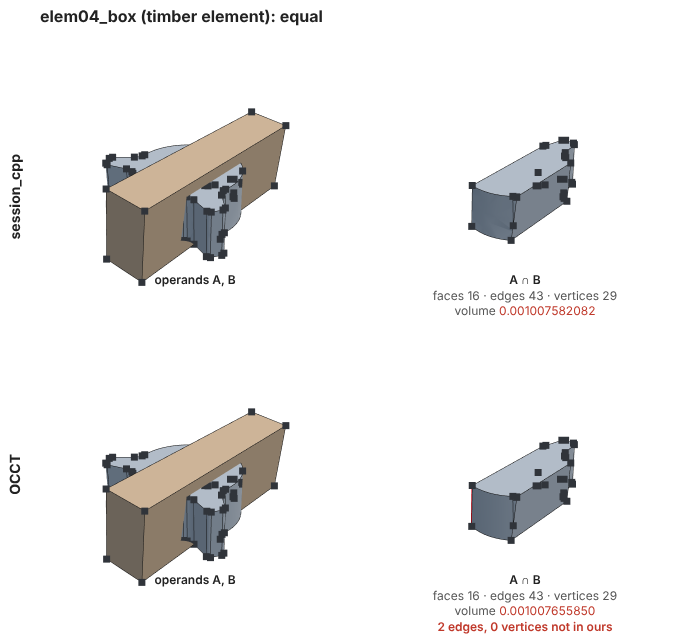 elem04_box (timber element): equal
session_cpp
operands A, B
A ∩ B
faces 16 · edges 43 · vertices 29
volume 0.001007582082
OCCT
operands A, B
A ∩ B
faces 16 · edges 43 · vertices 29
volume 0.001007655850
2 edges, 0 vertices not in ours